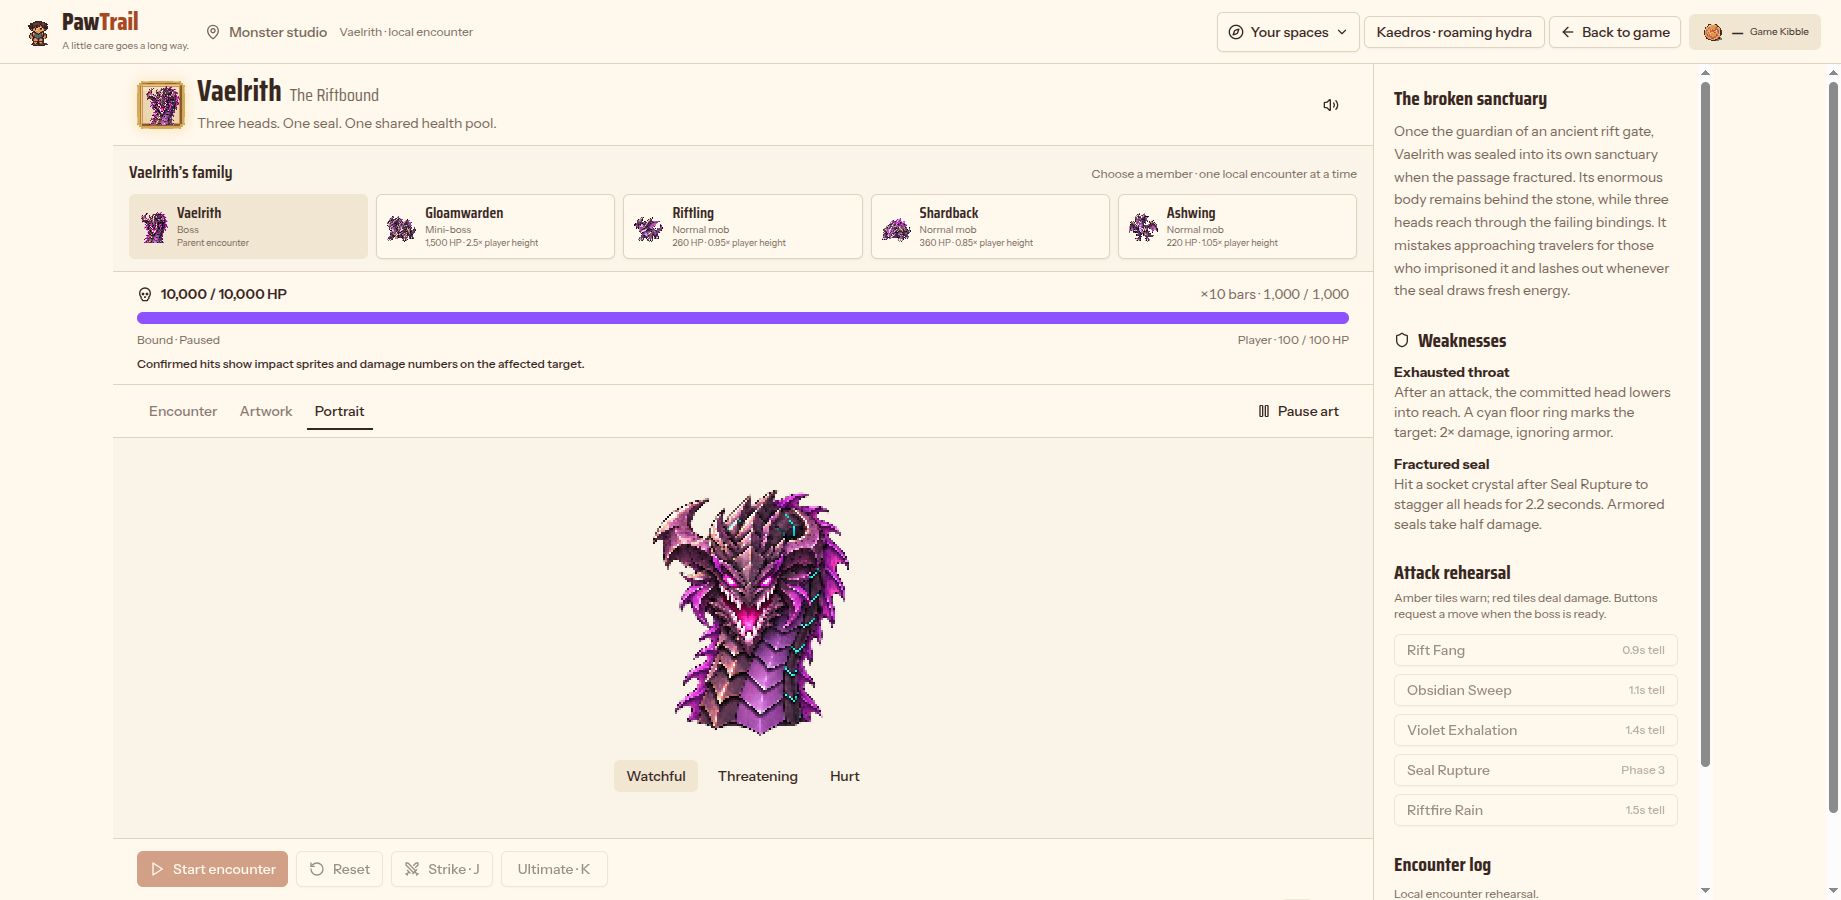 PawTrail
A little care goes a long way.
Monster studio
Vaelrith · local encounter
Your spaces
Kaedros · roaming hydra
Back to game
— Game Kibble
Vaelrith The Riftbound
Three heads. One seal. One shared health pool.
Vaelrith's family
Choose a member · one local encounter at a time
Vaelrith
Boss
Parent encounter
Gloamwarden
Mini-boss
1,500 HP · 2.5× player height
Riftling
Normal mob
260 HP · 0.95× player height
Shardback
Normal mob
360 HP · 0.85× player height
Ashwing
Normal mob
220 HP · 1.05× player height
10,000 / 10,000 HP
×10 bars · 1,000 / 1,000
Bound · Paused
Player · 100 / 100 HP
Confirmed hits show impact sprites and damage numbers on the affected target.
Encounter
Artwork
Portrait
Pause art
Watchful
Threatening
Hurt
Start encounter
Reset
Strike · J
Ultimate · K
The broken sanctuary
Once the guardian of an ancient rift gate,
Vaelrith was sealed into its own sanctuary
when the passage fractured. Its enormous
body remains behind the stone, while three
heads reach through the failing bindings. It
mistakes approaching travelers for those
who imprisoned it and lashes out whenever
the seal draws fresh energy.
Weaknesses
Exhausted throat
After an attack, the committed head lowers
into reach. A cyan floor ring marks the
target: 2× damage, ignoring armor.
Fractured seal
Hit a socket crystal after Seal Rupture to
stagger all heads for 2.2 seconds. Armored
seals take half damage.
Attack rehearsal
Amber tiles warn; red tiles deal damage. Buttons
request a move when the boss is ready.
Rift Fang 0.9s tell
Obsidian Sweep 1.1s tell
Violet Exhalation 1.4s tell
Seal Rupture Phase 3
Riftfire Rain 1.5s tell
Encounter log
Local encounter rehearsal.